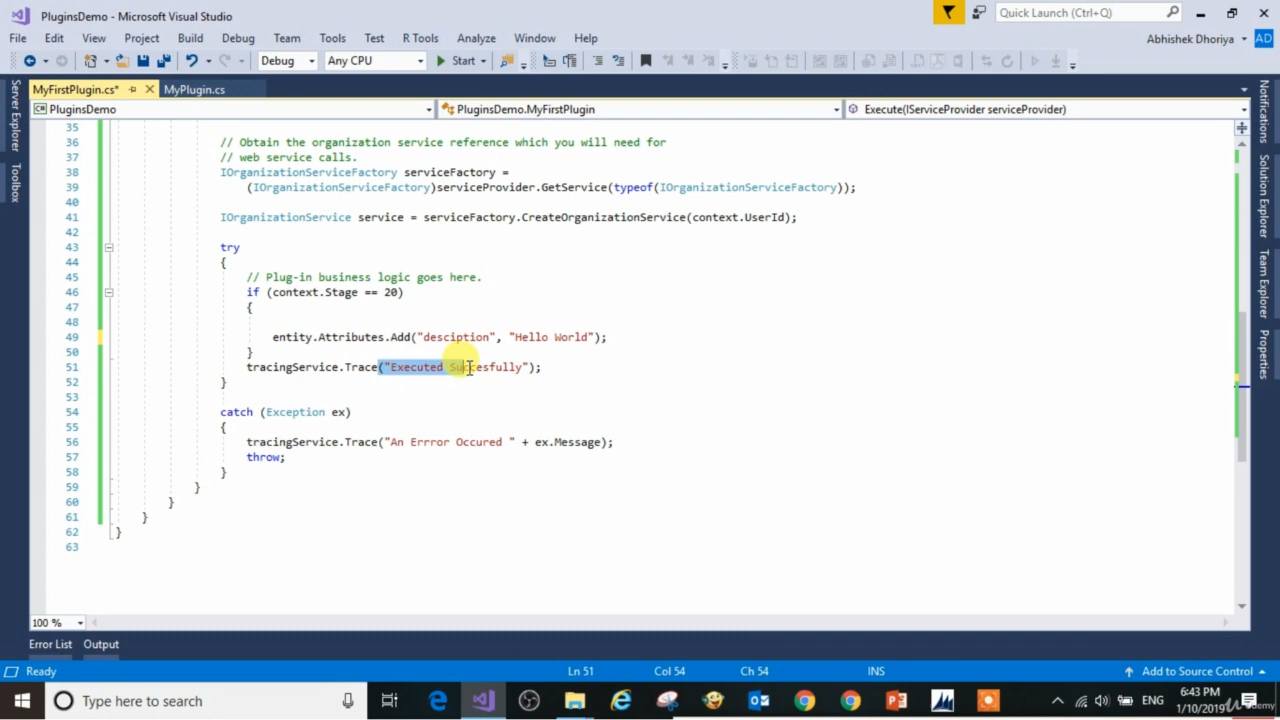 PluginsDemo - Microsoft Visual Studio
Quick Launch (Ctrl+Q)
File Edit View Project Build Debug Team Tools Test R Tools Analyze Window Help
Abhishek Dhoriya AD
Debug Any CPU Start
MyFirstPlugin.cs* MyPlugin.cs
PluginsDemo PluginsDemo.MyFirstPlugin Execute(IServiceProvider serviceProvider)
Server Explorer
Toolbox
35
36 // Obtain the organization service reference which you will need for
37 // web service calls.
38 IOrganizationServiceFactory serviceFactory =
39 (IOrganizationServiceFactory)serviceProvider.GetService(typeof(IOrganizationServiceFactory));
40
41 IOrganizationService service = serviceFactory.CreateOrganizationService(context.UserId);
42
43 try
44 {
45 // Plug-in business logic goes here.
46 if (context.Stage == 20)
47 {
48
49 entity.Attributes.Add("desciption", "Hello World");
50 }
51 tracingService.Trace("Executed Succesfully");
52 }
53
54 catch (Exception ex)
55 {
56 tracingService.Trace("An Errror Occured " + ex.Message);
57 throw;
58 }
59 }
60 }
61 }
62 }
63
Notifications
Solution Explorer
Team Explorer
Properties
100 %
Error List Output
Ready Ln 51 Col 54 Ch 54 INS Add to Source Control
Type here to search
ENG
6:43 PM
1/10/2019